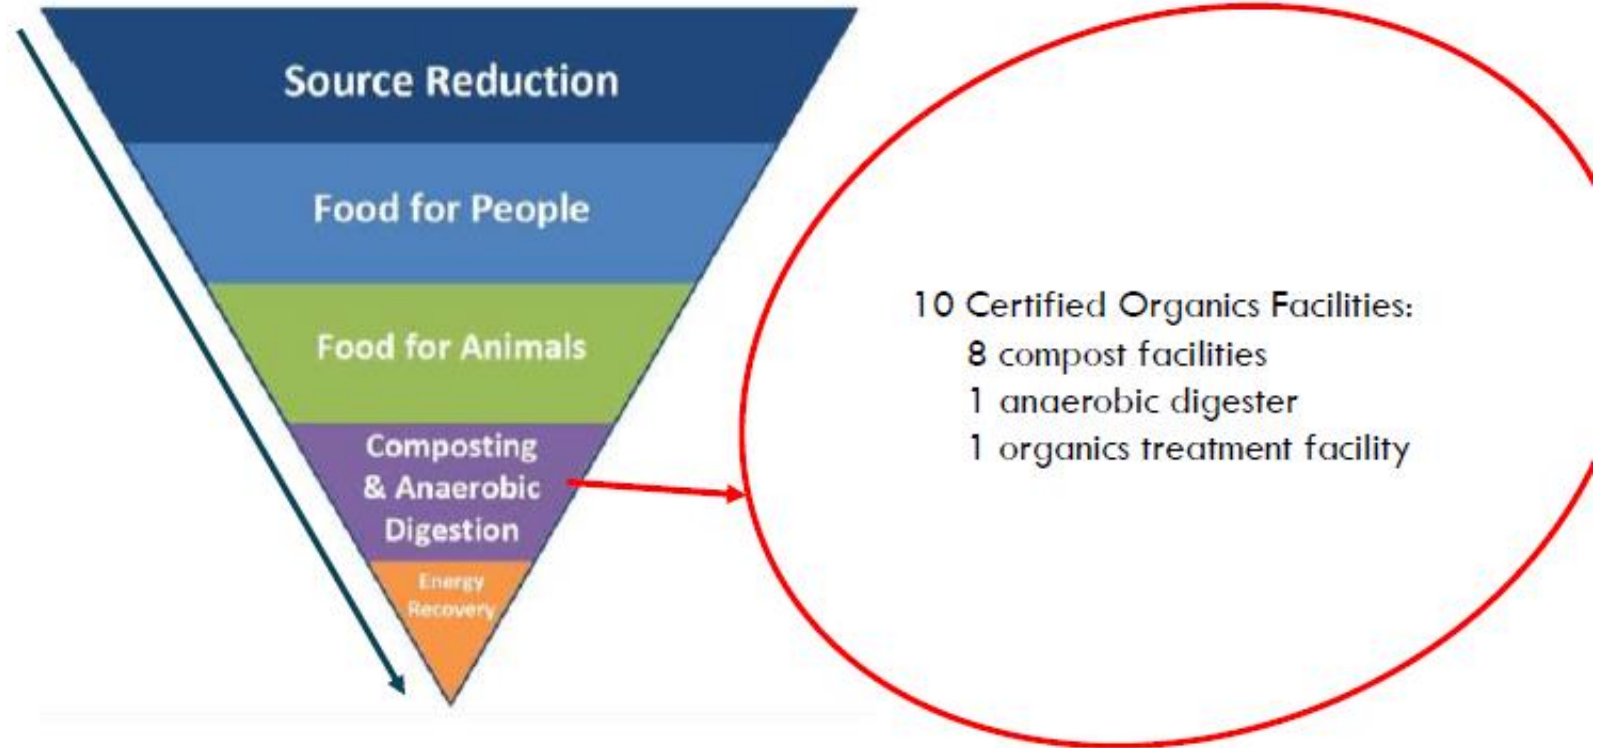 Source Reduction
Food for People
Food for Animals
Composting
& Anaerobic
Digestion
Energy
Recovery
10 Certified Organics Facilities:
8 compost facilities
1 anaerobic digester
1 organics treatment facility